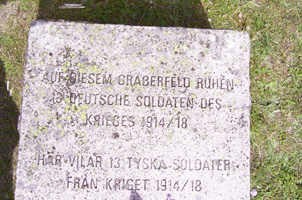 AUF DIESEM GRÄBERFELD RUHEN
13 DEUTSCHE SOLDATEN DES
KRIEGES 1914/18
HÄR VILAR 13 TYSKA SOLDATER
FRÅN KRIGET 1914/18